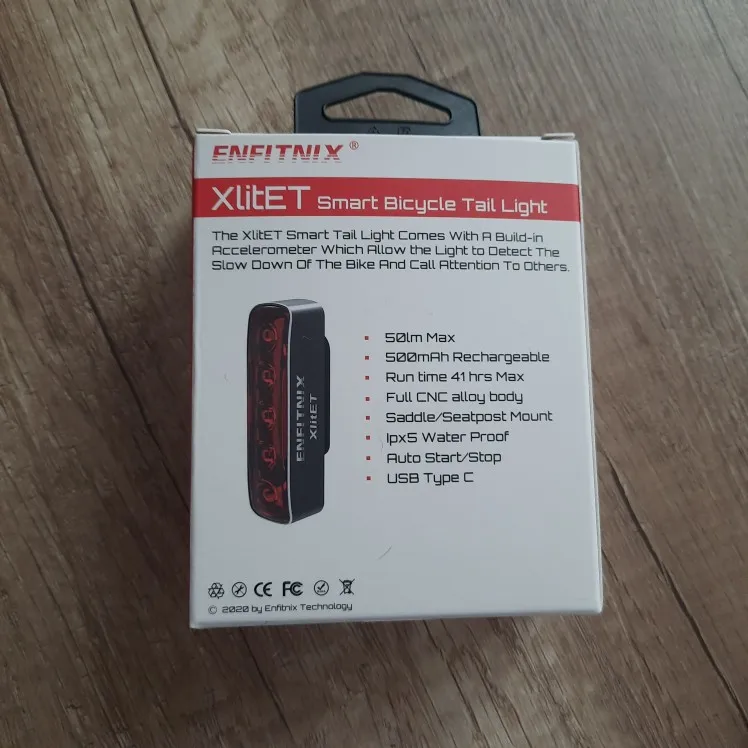 ENFITNIX ®
XlitET Smart Bicycle Tail Light
The XlitET Smart Tail Light Comes With A Build-in
Accelerometer Which Allow the Light to Detect The
Slow Down Of The Bike And Call Attention To Others.
ENFITNIX
XlitET
50lm Max
500mAh Rechargeable
Run time 41 hrs Max
Full CNC alloy body
Saddle/Seatpost Mount
Ipx5 Water Proof
Auto Start/Stop
USB Type C
CE FC
© 2020 by Enfitnix Technology